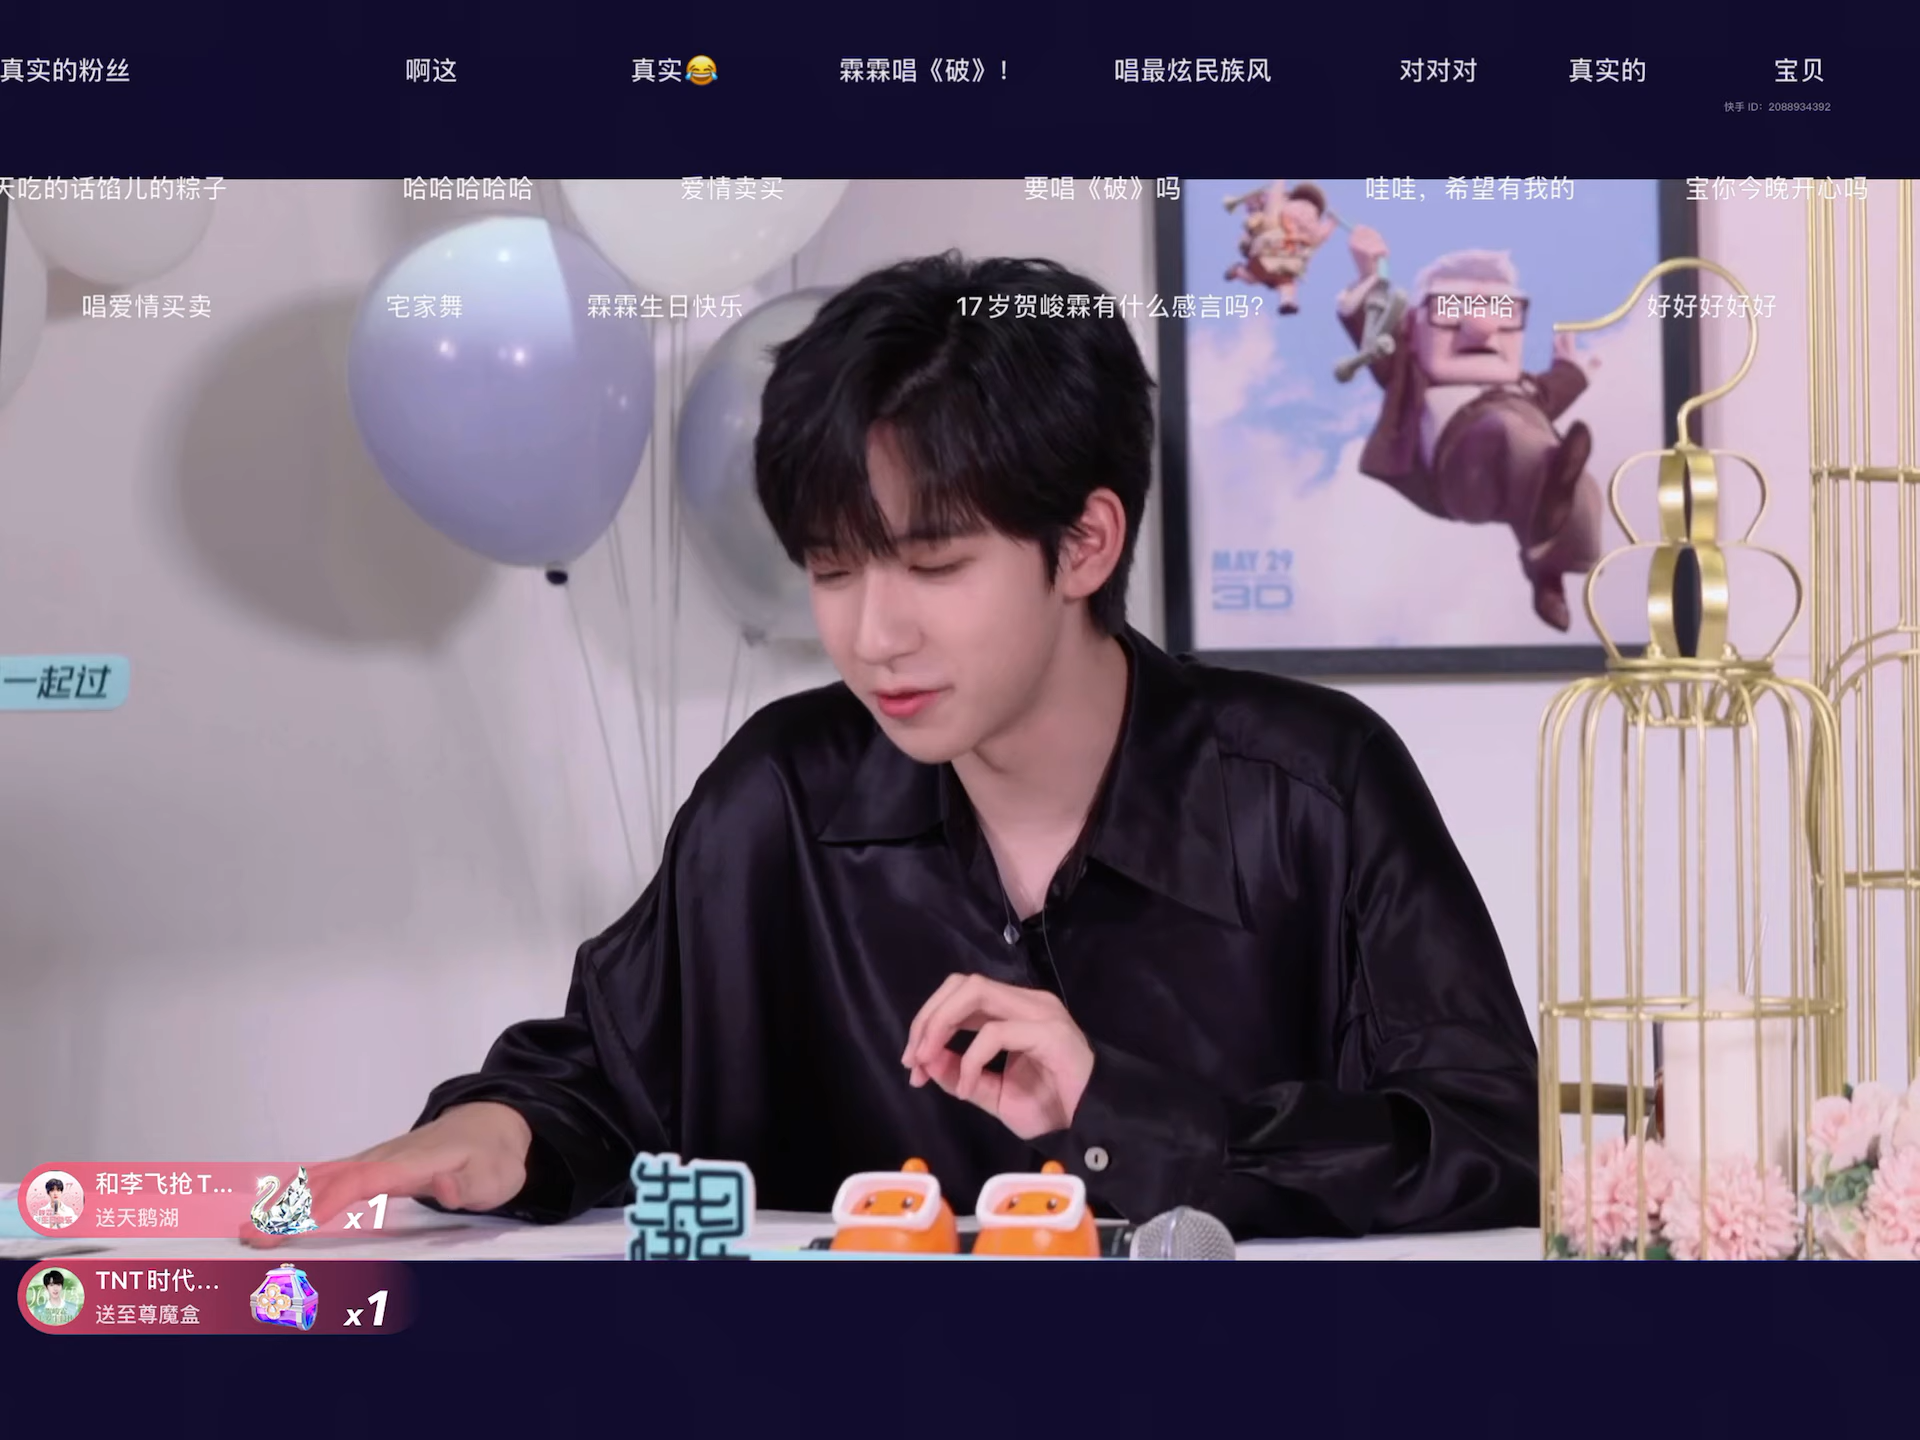 真实的粉丝 啊这 真实😂 霖霖唱《破》！ 唱最炫民族风 对对对 真实的 宝贝
快手 ID: 2088934392
天吃的话馅儿的粽子 哈哈哈哈哈 爱情卖买 要唱《破》吗 哇哇，希望有我的 宝你今晚开心吗
唱爱情买卖 宅家舞 霖霖生日快乐 17岁贺峻霖有什么感言吗？ 哈哈哈 好好好好好
MAY 29
3D
一起过
和李飞抢T...
送天鹅湖
x1
TNT时代...
送至尊魔盒
x1